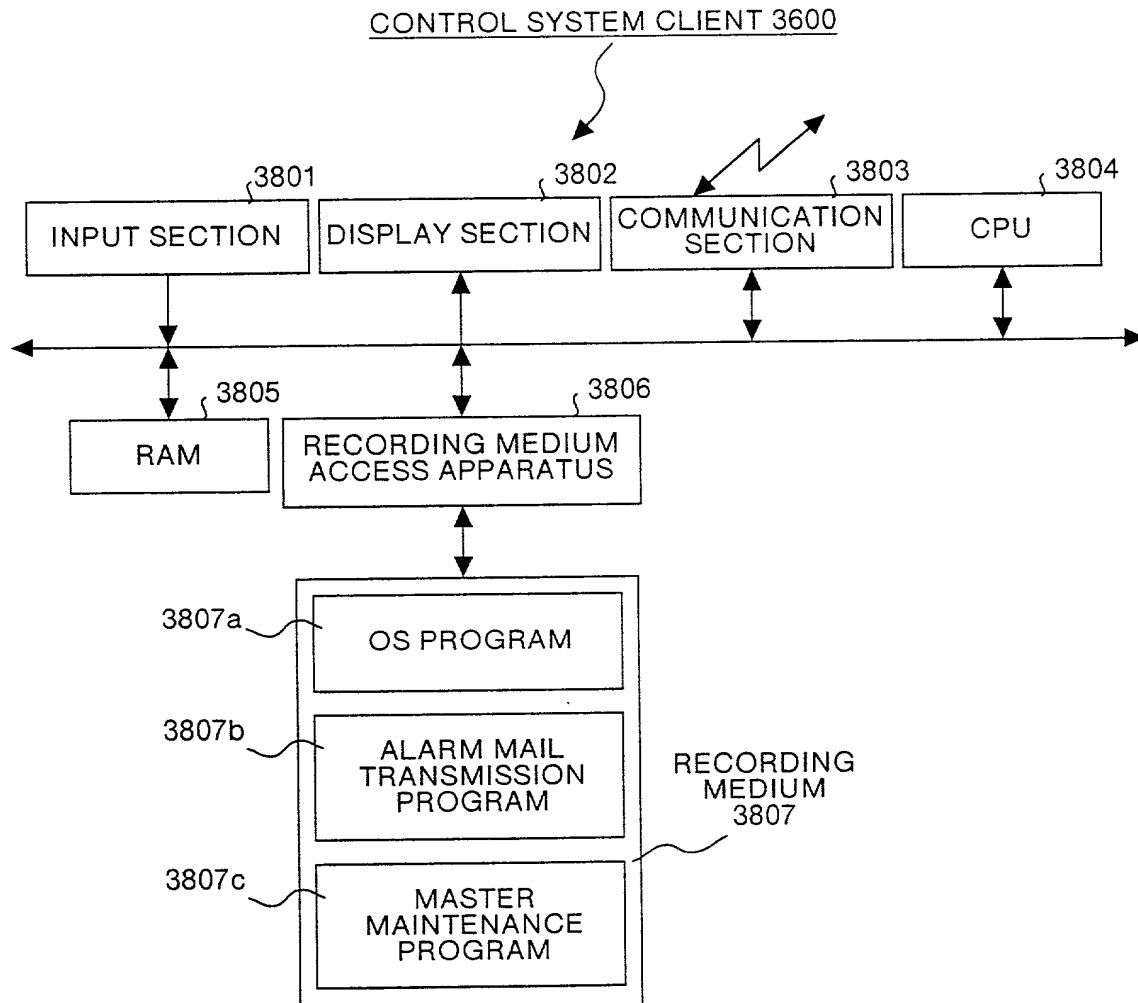 CONTROL SYSTEM CLIENT 3600
3801
3802
3803
3804
INPUT SECTION
DISPLAY SECTION
COMMUNICATION
SECTION
CPU
3805
3806
RAM
RECORDING MEDIUM
ACCESS APPARATUS
3807a
OS PROGRAM
3807b
ALARM MAIL
TRANSMISSION
PROGRAM
RECORDING
MEDIUM
3807
3807c
MASTER
MAINTENANCE
PROGRAM